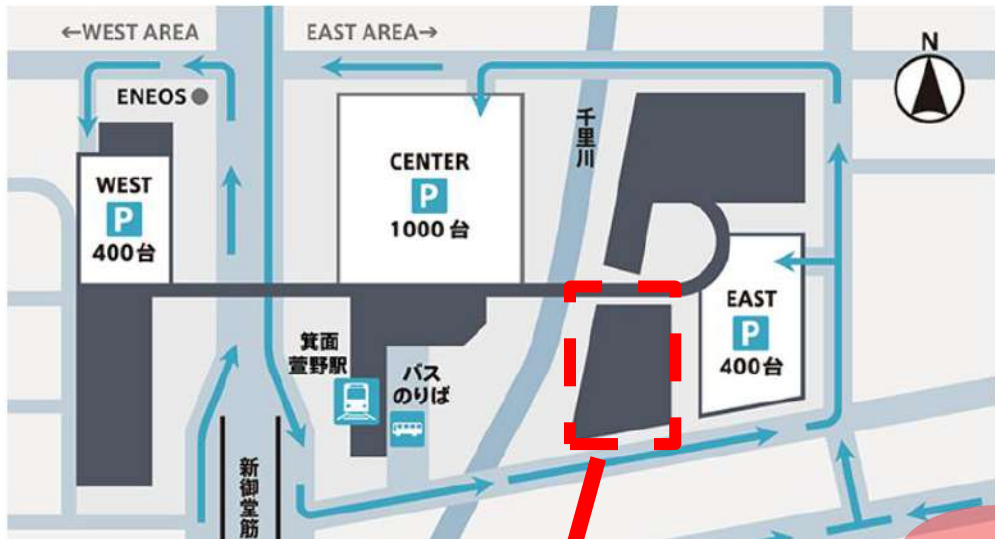 ←WEST AREA
EAST AREA→
N
ENEOS
WEST
P
400台
CENTER
P
1000台
千里川
EAST
P
400台
箕面
萱野駅
バス
のりば
新御堂筋